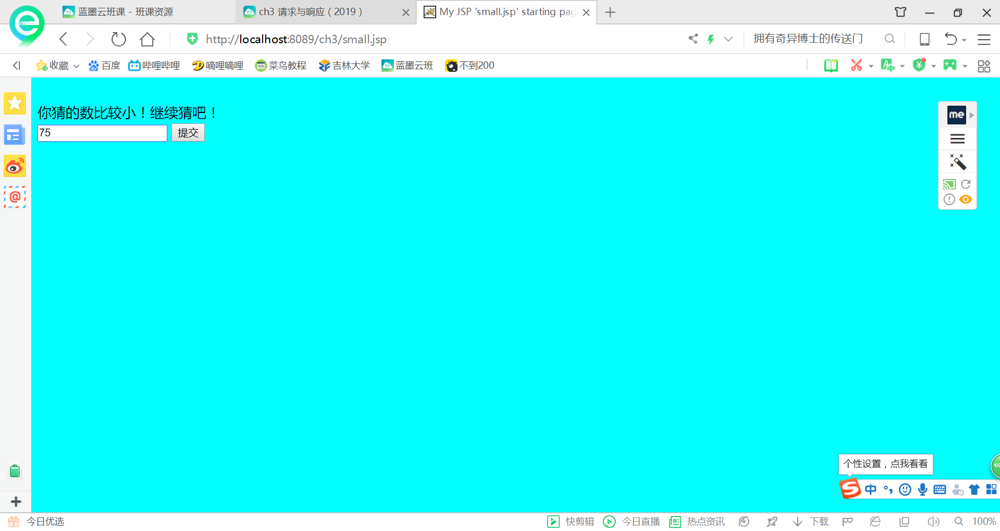 蓝墨云班课 - 班课资源
ch3 请求与响应（2019）
My JSP 'small.jsp' starting pag
http://localhost:8089/ch3/small.jsp
拥有奇异博士的传送门
收藏
百度
哔哩哔哩
嘀哩嘀哩
菜鸟教程
吉林大学
蓝墨云班
不到200
你猜的数比较小！继续猜吧！
75
提交
me
个性设置，点我看看
48
中
今日优选
快剪辑
今日直播
热点资讯
下载
100%